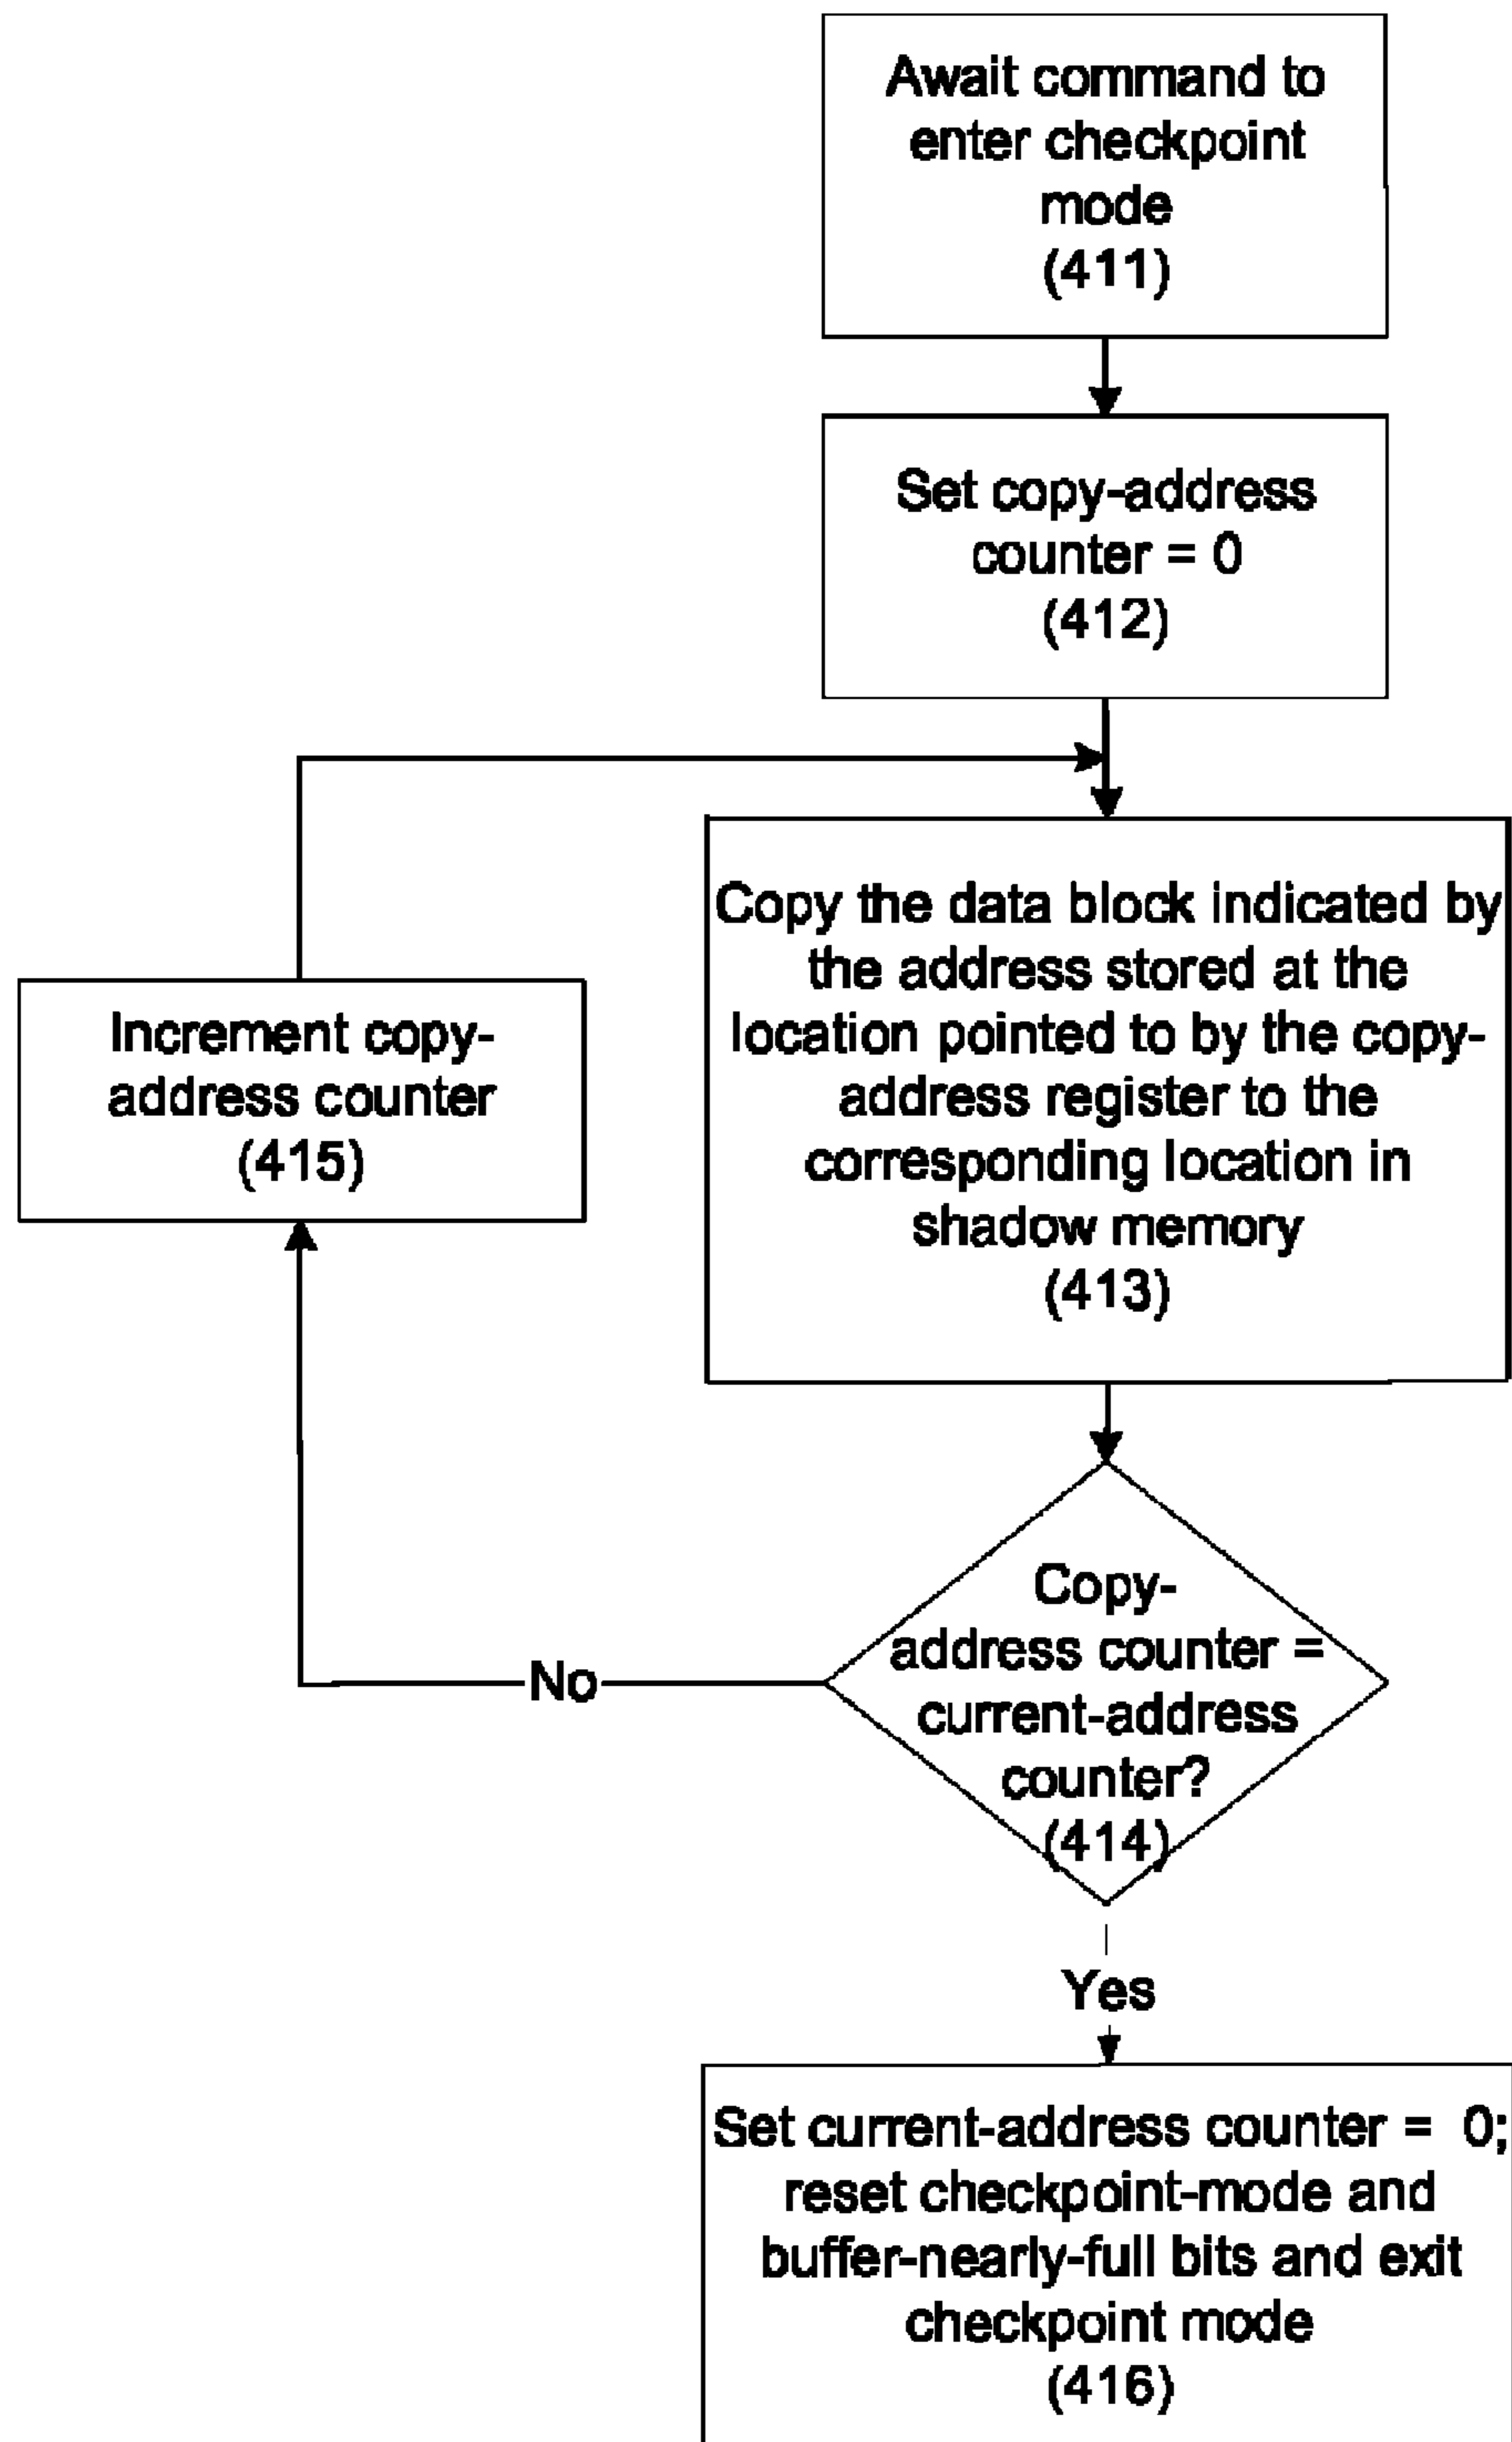 Await command to
enter checkpoint
mode
(411)
Set copy-address
counter = 0
(412)
Copy the data block indicated by
the address stored at the
location pointed to by the copy-
address register to the
corresponding location in
shadow memory
(413)
Increment copy-
address counter
(415)
Copy-
address counter =
current-address
counter?
(414)
No
Yes
Set current-address counter = 0;
reset checkpoint-mode and
buffer-nearly-full bits and exit
checkpoint mode
(416)